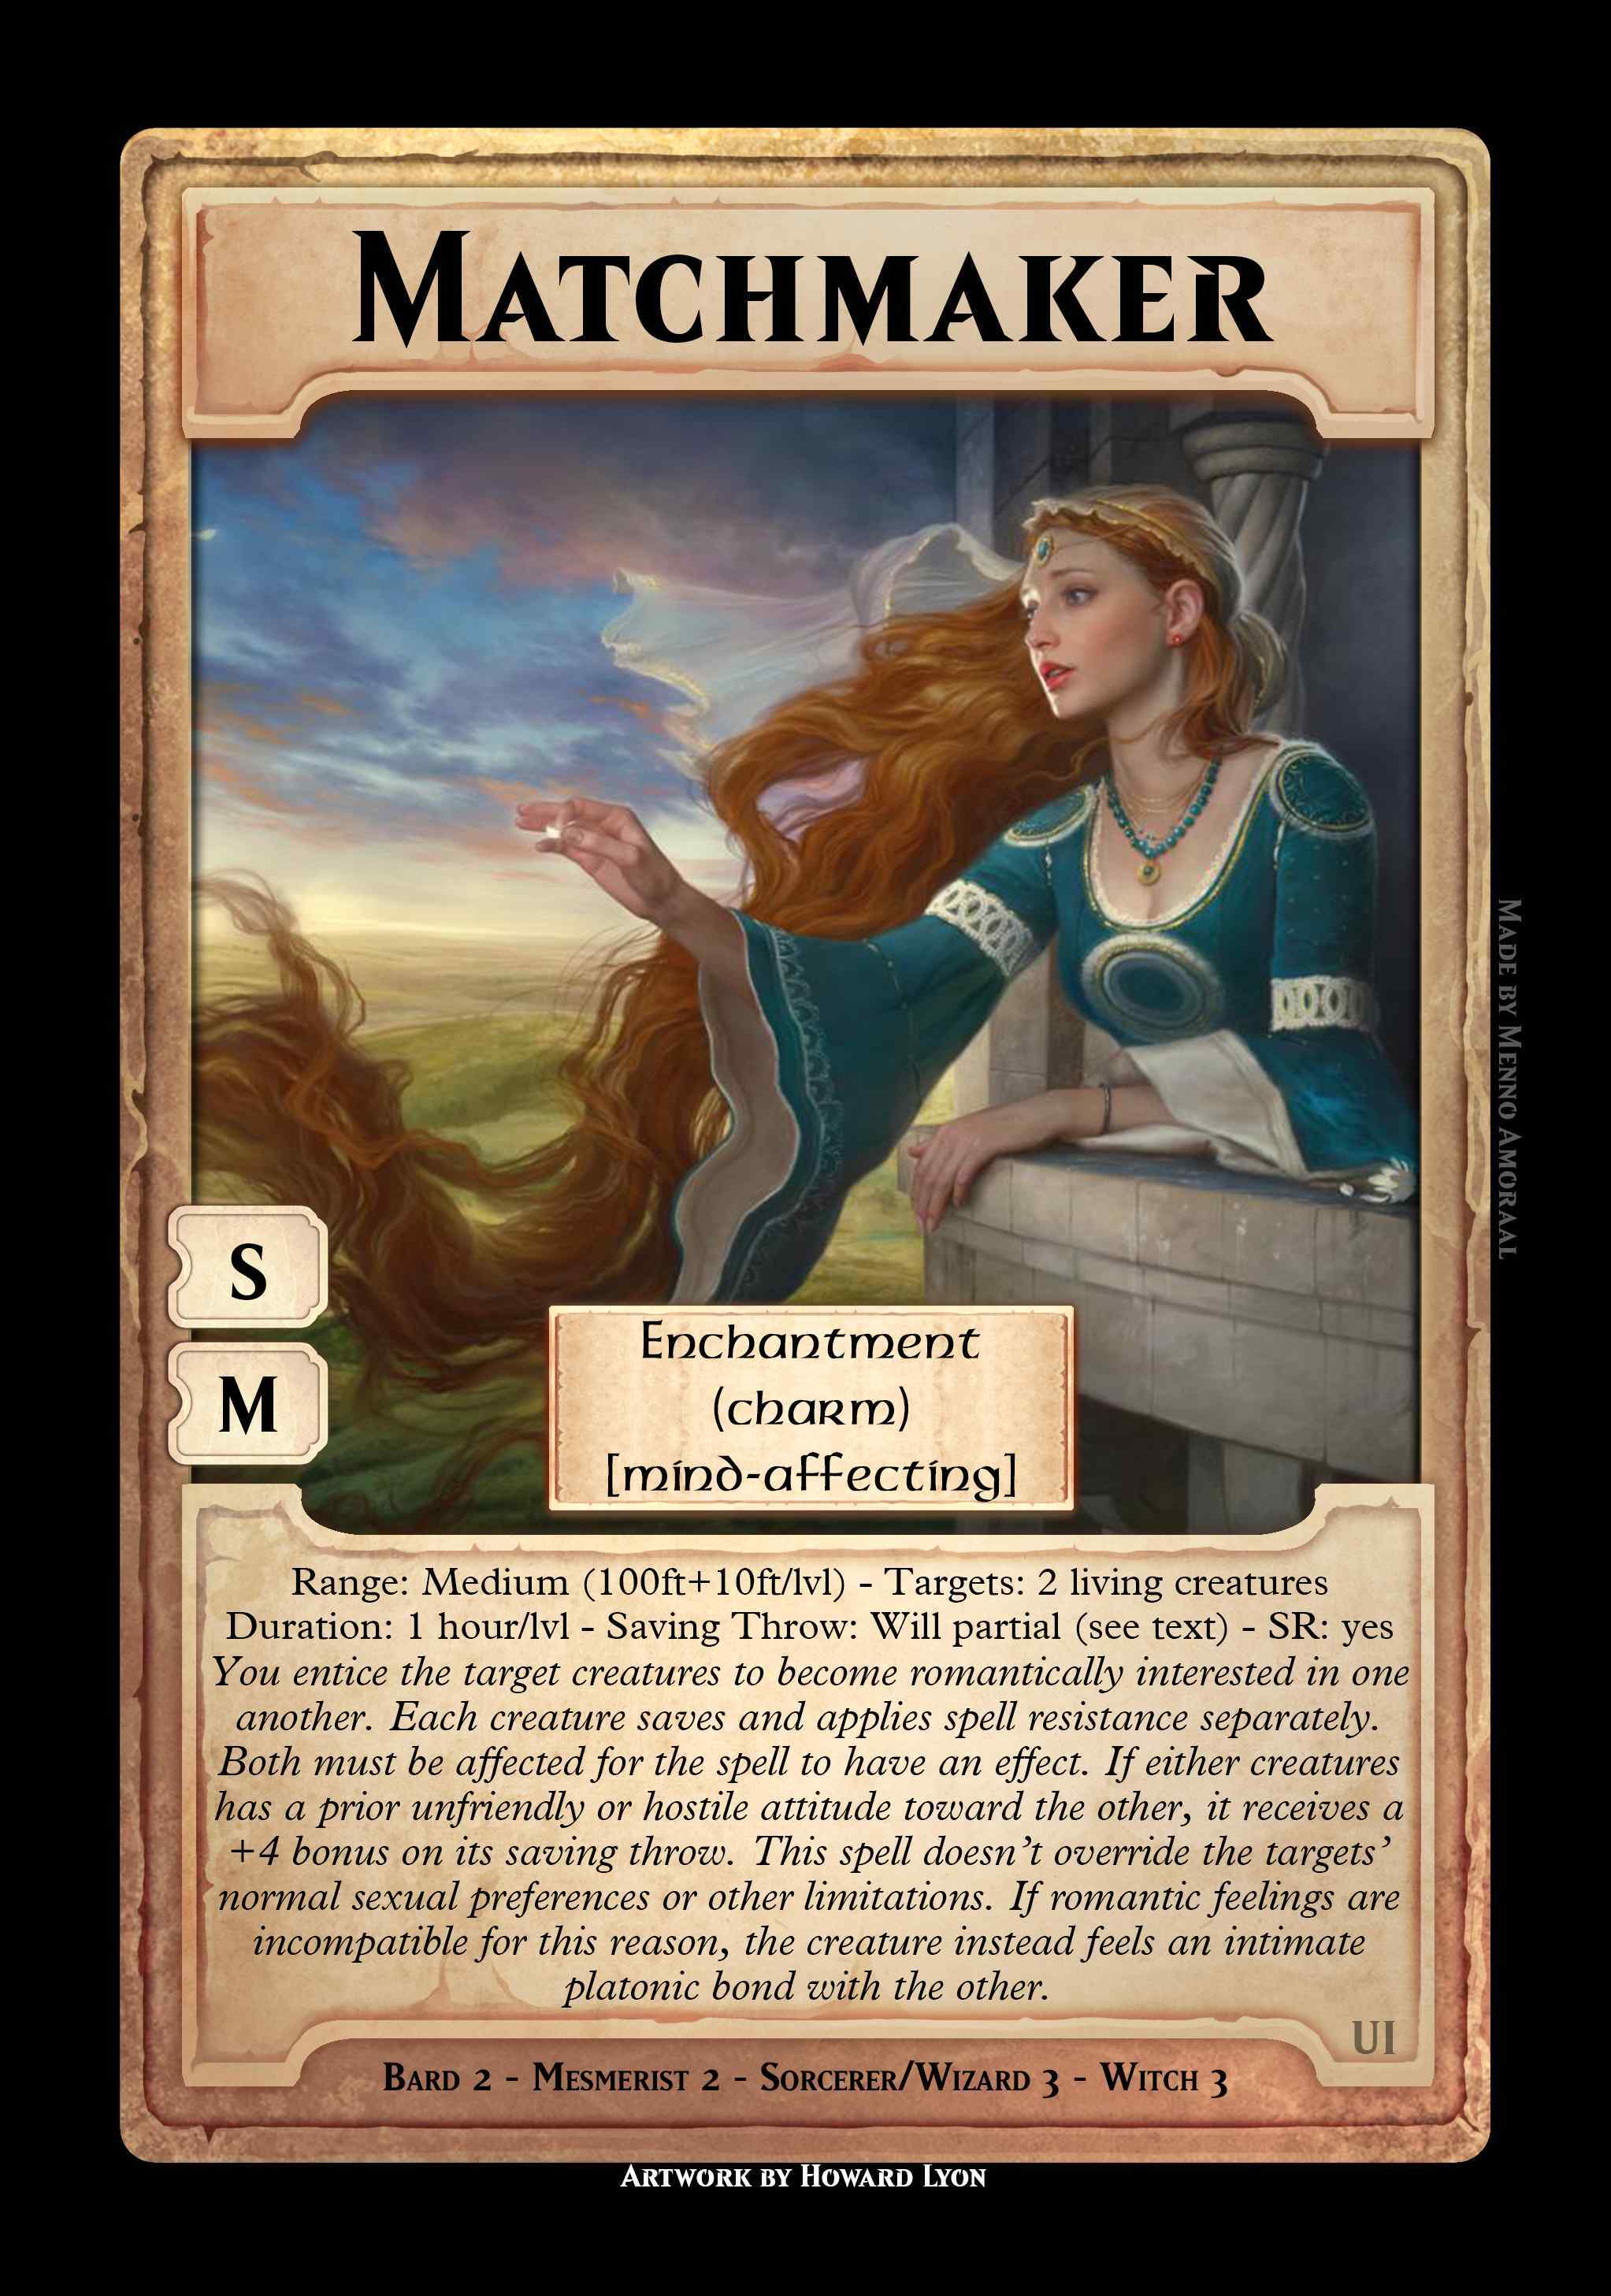 Matchmaker
S
M
Enchantment
(charm)
[mind-affecting]
Range: Medium (100ft+10ft/lvl) - Targets: 2 living creatures
Duration: 1 hour/lvl - Saving Throw: Will partial (see text) - SR: yes
You entice the target creatures to become romantically interested in one
another. Each creature saves and applies spell resistance separately.
Both must be affected for the spell to have an effect. If either creatures
has a prior unfriendly or hostile attitude toward the other, it receives a
+4 bonus on its saving throw. This spell doesn't override the targets'
normal sexual preferences or other limitations. If romantic feelings are
incompatible for this reason, the creature instead feels an intimate
platonic bond with the other.
UI
Bard 2 - Mesmerist 2 - Sorcerer/Wizard 3 - Witch 3
Artwork by Howard Lyon
Made by Menno Amoraal